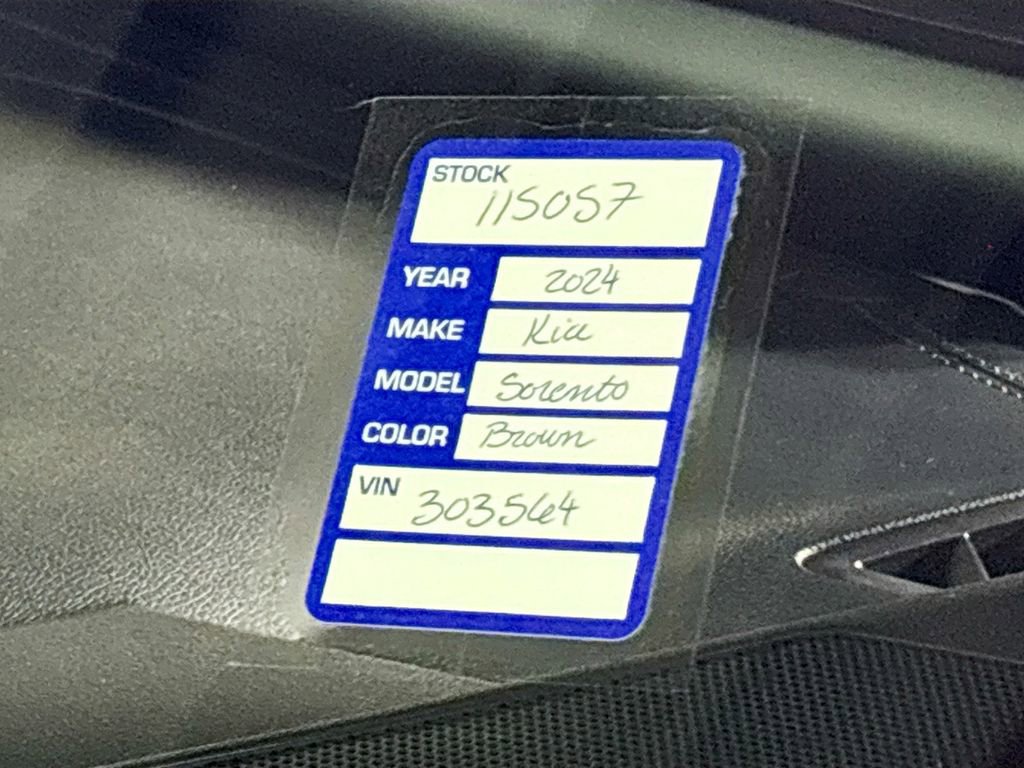 STOCK
115057
YEAR 2024
MAKE Kia
MODEL Sorento
COLOR Brown
VIN 303564